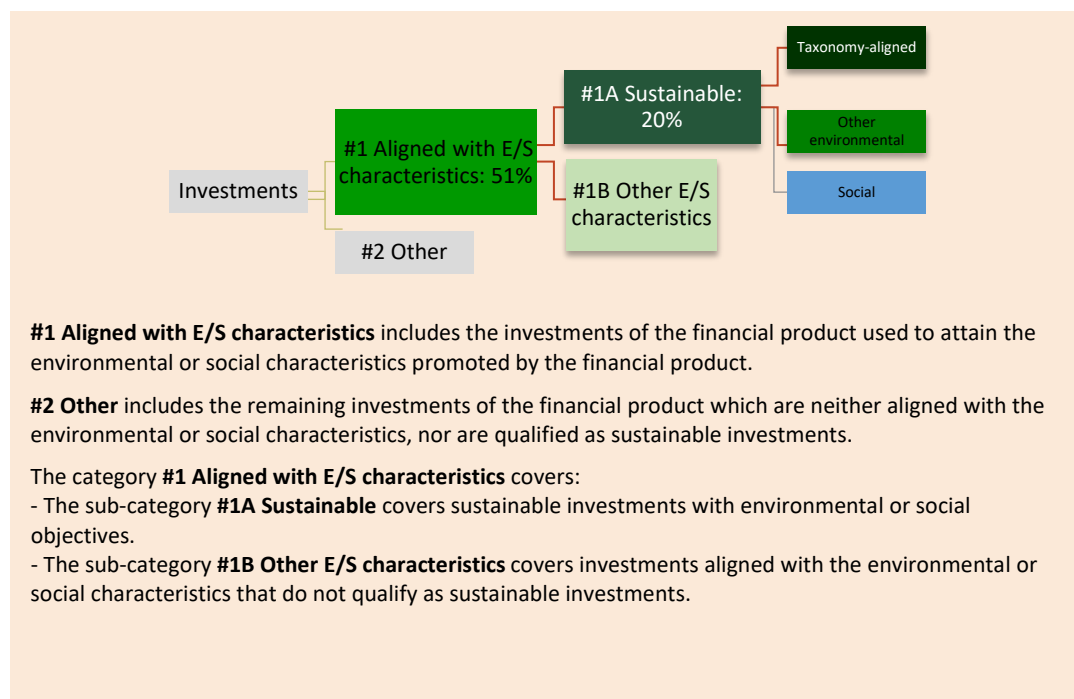 Taxonomy-aligned
#1A Sustainable:
20%
Other
environmental
#1 Aligned with E/S
characteristics: 51%
Investments
#1B Other E/S
characteristics
Social
#2 Other
#1 Aligned with E/S characteristics includes the investments of the financial product used to attain the
environmental or social characteristics promoted by the financial product.
#2 Other includes the remaining investments of the financial product which are neither aligned with the
environmental or social characteristics, nor are qualified as sustainable investments.
The category #1 Aligned with E/S characteristics covers:
- The sub-category #1A Sustainable covers sustainable investments with environmental or social
objectives.
- The sub-category #1B Other E/S characteristics covers investments aligned with the environmental or
social characteristics that do not qualify as sustainable investments.